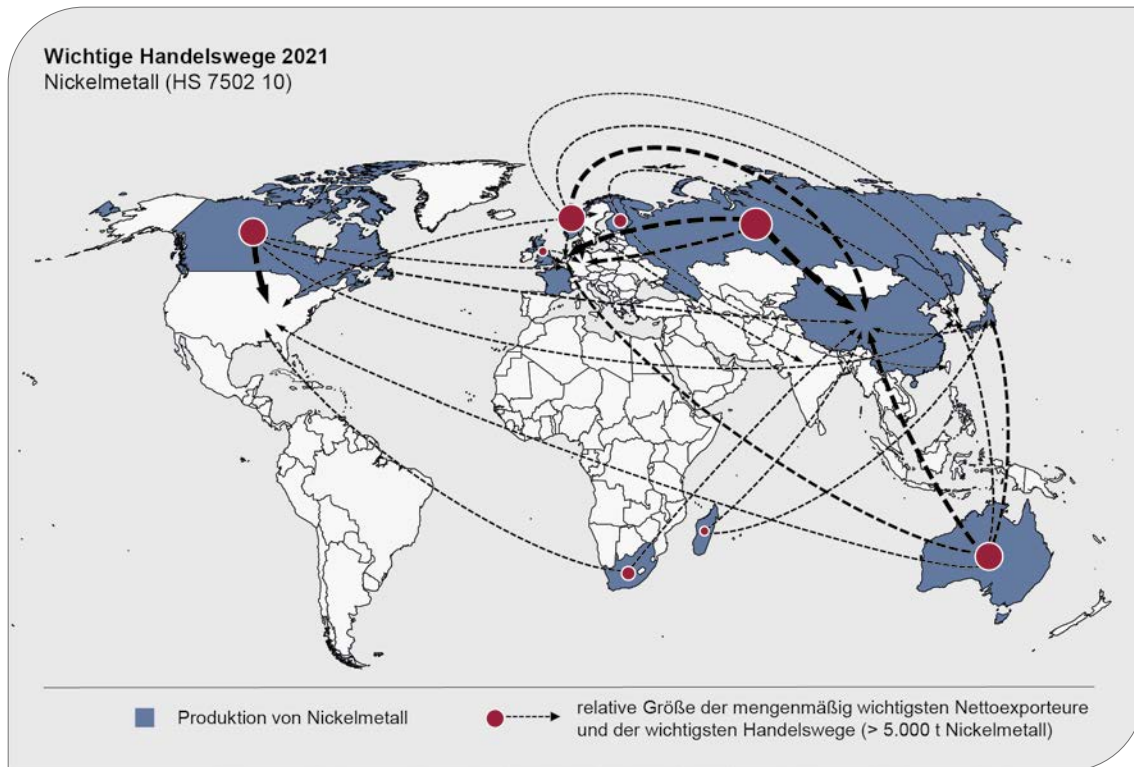 Wichtige Handelswege 2021
Nickelmetall (HS 7502 10)
Produktion von Nickelmetall
relative Größe der mengenmäßig wichtigsten Nettoexporteure
und der wichtigsten Handelswege (> 5.000 t Nickelmetall)